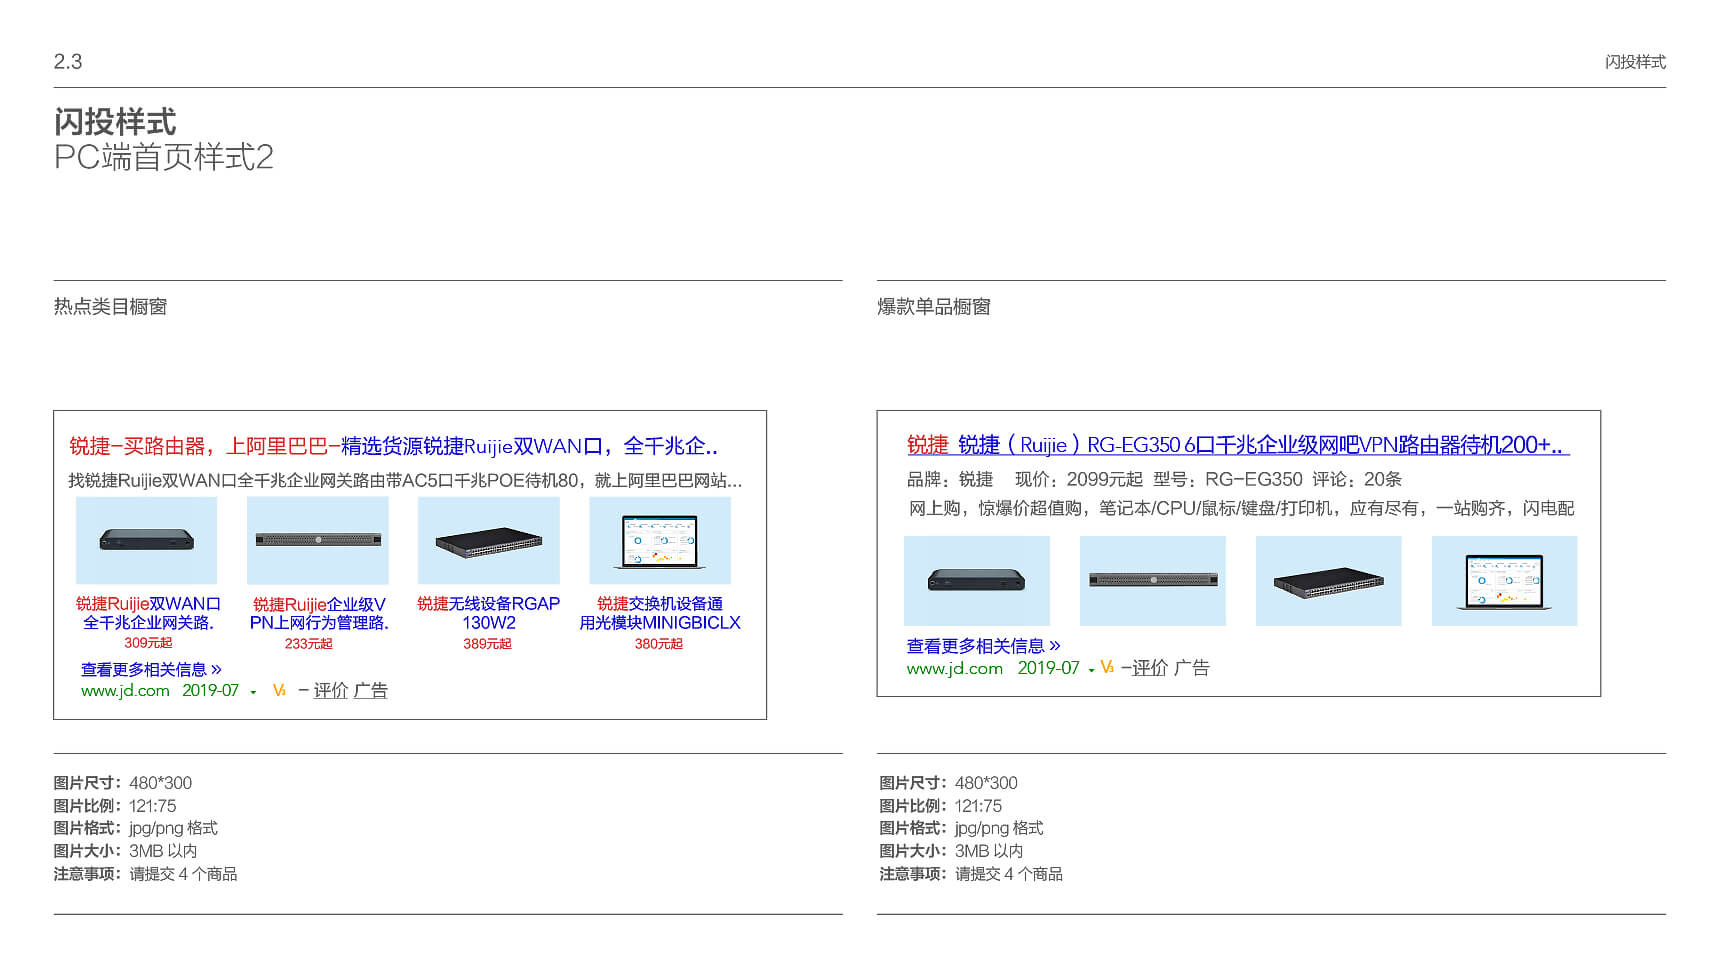 2.3
闪投样式
闪投样式
PC端首页样式2
热点类目橱窗
锐捷-买路由器，上阿里巴巴-精选货源锐捷Ruijie双WAN口，全千兆企..
找锐捷Ruijie双WAN口全千兆企业网关路由带AC5口千兆POE待机80，就上阿里巴巴网站...
锐捷Ruijie双WAN口
全千兆企业网关路.
309元起
锐捷Ruijie企业级V
PN上网行为管理路.
233元起
锐捷无线设备RGAP
130W2
389元起
锐捷交换机设备通
用光模块MINIGBICLX
380元起
查看更多相关信息 »
www.jd.com 2019-07 V3 - 评价 广告
图片尺寸：480*300
图片比例：121:75
图片格式：jpg/png 格式
图片大小：3MB 以内
注意事项：请提交 4 个商品
爆款单品橱窗
锐捷 锐捷（Ruijie）RG-EG350 6口千兆企业级网吧VPN路由器待机200+..
品牌：锐捷 现价：2099元起 型号：RG-EG350 评论：20条
网上购，惊爆价超值购，笔记本/CPU/鼠标/键盘/打印机，应有尽有，一站购齐，闪电配
查看更多相关信息 »
www.jd.com 2019-07 V3 -评价 广告
图片尺寸：480*300
图片比例：121:75
图片格式：jpg/png 格式
图片大小：3MB 以内
注意事项：请提交 4 个商品